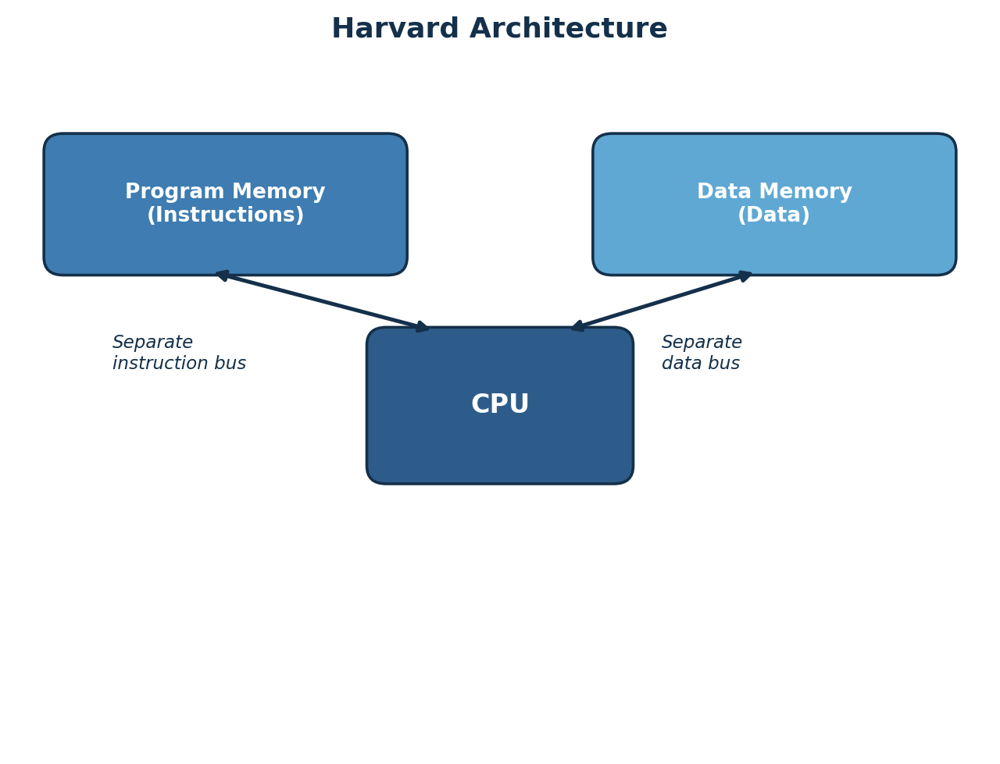 Harvard Architecture
Program Memory
(Instructions)
Data Memory
(Data)
Separate
instruction bus
Separate
data bus
CPU